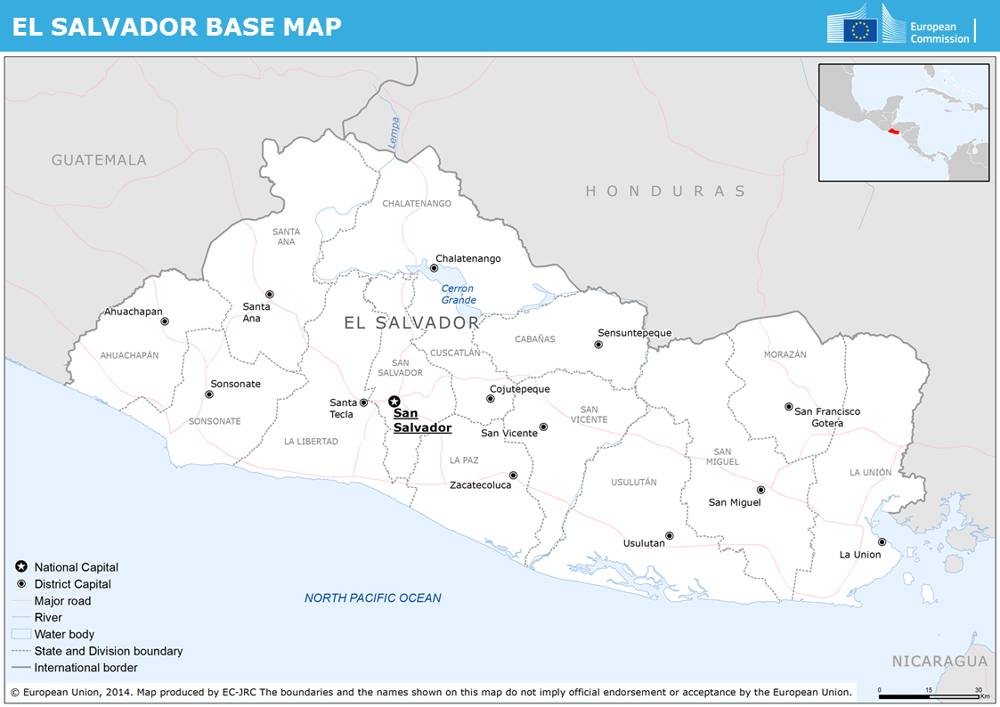 EL SALVADOR BASE MAP
European
Commission
GUATEMALA
Lempa
HONDURAS
CHALATENANGO
SANTA
ANA
Chalatenango
Cerron
Grande
Santa
Ana
Ahuachapan
EL SALVADOR
AHUACHAPÁN
CABAÑAS
Sensuntepeque
CUSCATLÁN
MORAZÁN
SAN
SALVADOR
Sonsonate
Cojutepeque
Santa
Tecla
San
Salvador
SAN
VICENTE
San Francisco
Gotera
SONSONATE
San Vicente
LA LIBERTAD
LA PAZ
SAN
MIGUEL
LA UNIÓN
Zacatecoluca
USULUTÁN
San Miguel
Usulutan
La Union
NORTH PACIFIC OCEAN
National Capital
District Capital
Major road
River
Water body
State and Division boundary
International border
NICARAGUA
© European Union, 2014. Map produced by EC-JRC The boundaries and the names shown on this map do not imply official endorsement or acceptance by the European Union.
0 15 30
Km